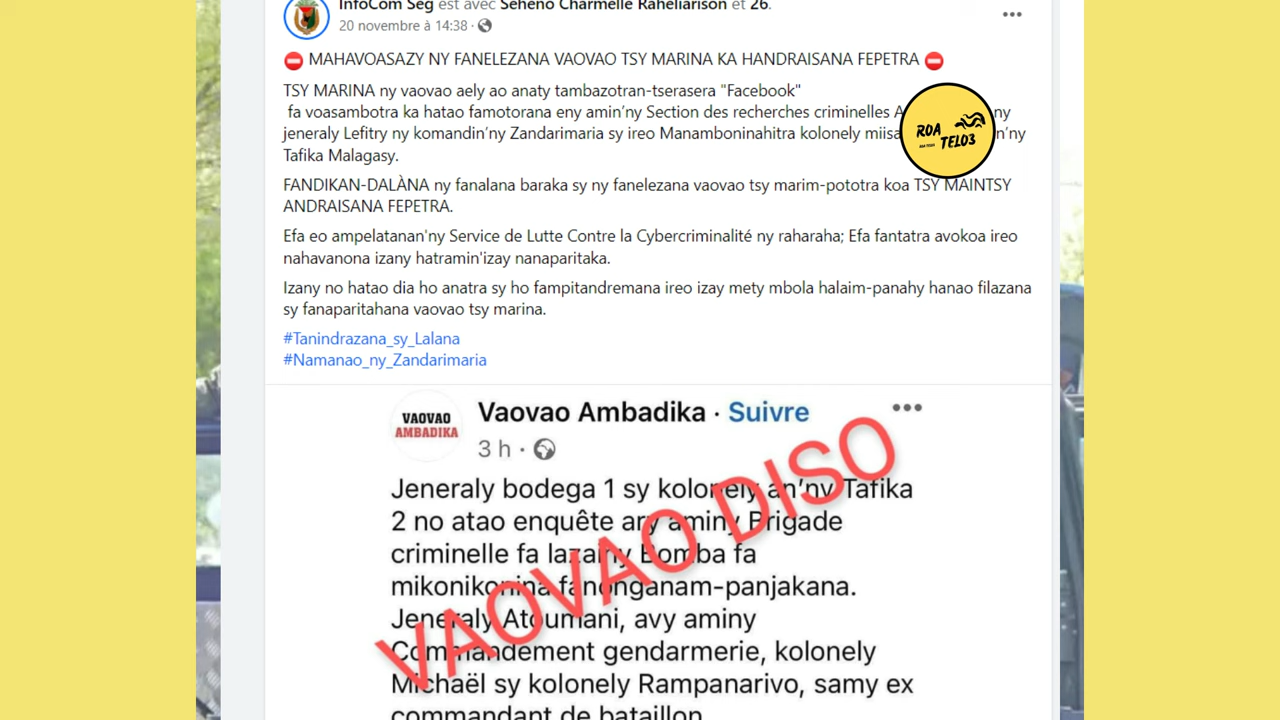 InfoCom Seg est avec Seheno Charmelle Raheliarison et 26.
20 novembre à 14:38 ·
MAHAVOASAZY NY FANELEZANA VAOVAO TSY MARINA KA HANDRAISANA FEPETRA
TSY MARINA ny vaovao aely ao anaty tambazotran-tserasera "Facebook"
fa voasambotra ka hatao famotorana eny amin'ny Section des recherches criminelles ny
jeneraly Lefitry ny komandin'ny Zandarimaria sy ireo Manamboninahitra kolonely
Tafika Malagasy.
ROA
TELO3
FANDIKAN-DALÀNA ny fanalana baraka sy ny fanelezana vaovao tsy marim-pototra koa TSY MAINTSY
ANDRAISANA FEPETRA.
Efa eo ampelatanan'ny Service de Lutte Contre la Cybercriminalité ny raharaha; Efa fantatra avokoa ireo
nahavanona izany hatramin'izay nanaparitaka.
Izany no hatao dia ho anatra sy ho fampitandremana ireo izay mety mbola halaim-panahy hanao filazana
sy fanaparitahana vaovao tsy marina.
#Tanindrazana_sy_Lalana
#Namanao_ny_Zandarimaria
VAOVAO
AMBADIKA
Vaovao Ambadika · Suivre
3 h ·
Jeneraly bodega 1 sy kolonely an'ny Tafika
2 no atao enquête ary aminy Brigade
criminelle fa lazainy Bomba fa
mikonikonina fanonganam-panjakana.
Jeneraly Atoumani, avy aminy
Commandement gendarmerie, kolonely
Michaël sy kolonely Rampanarivo, samy ex
commandant de bataillon
VAOVAO DISO